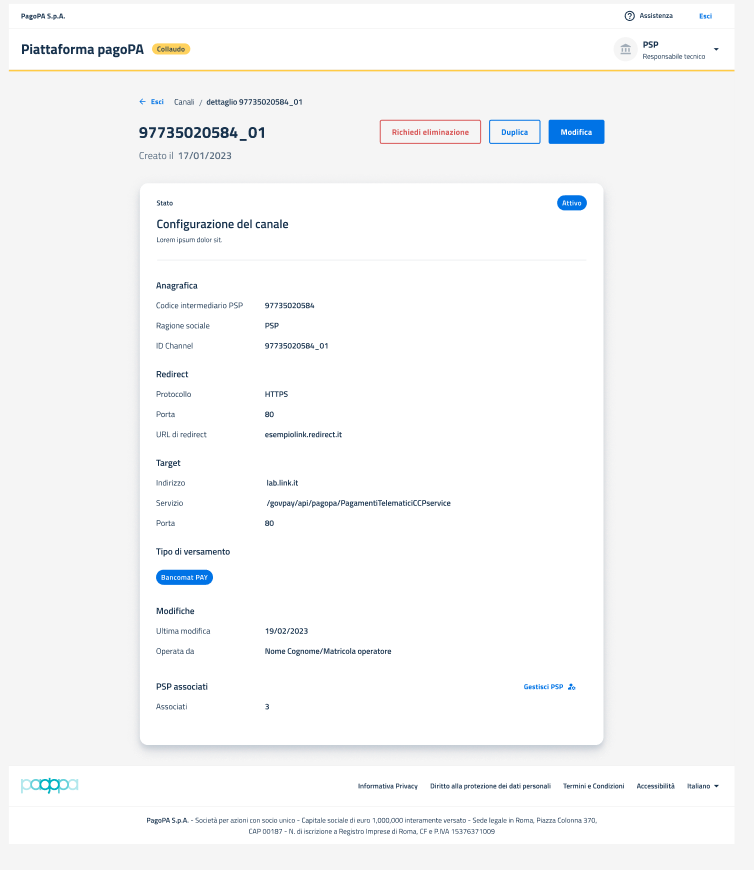 PagoPA S.p.A.
Assistenza
Esci
Piattaforma pagoPA
Collaudo
PSP
Responsabile tecnico
← Esci Canali / dettaglio 97735020584_01
97735020584_01
Richiedi eliminazione
Duplica
Modifica
Creato il 17/01/2023
Stato
Attivo
Configurazione del canale
Lorem ipsum dolor sit.
Anagrafica
Codice intermediario PSP 97735020584
Ragione sociale PSP
ID Channel 97735020584_01
Redirect
Protocollo HTTPS
Porta 80
URL di redirect esempiolink.redirect.it
Target
Indirizzo lab.link.it
Servizio /govpay/api/pagopa/PagamentiTelematiciCCPservice
Porta 80
Tipo di versamento
Bancomat PAY
Modifiche
Ultima modifica 19/02/2023
Operata da Nome Cognome/Matricola operatore
PSP associati
Gestisci PSP
Associati 3
pagopa
Informativa Privacy Diritto alla protezione dei dati personali Termini e Condizioni Accessibilità Italiano
PagoPA S.p.A. - Società per azioni con socio unico - Capitale sociale di euro 1,000,000 interamente versato - Sede legale in Roma, Piazza Colonna 370,
CAP 00187 - N. di iscrizione a Registro Imprese di Roma, CF e P.IVA 15376371009